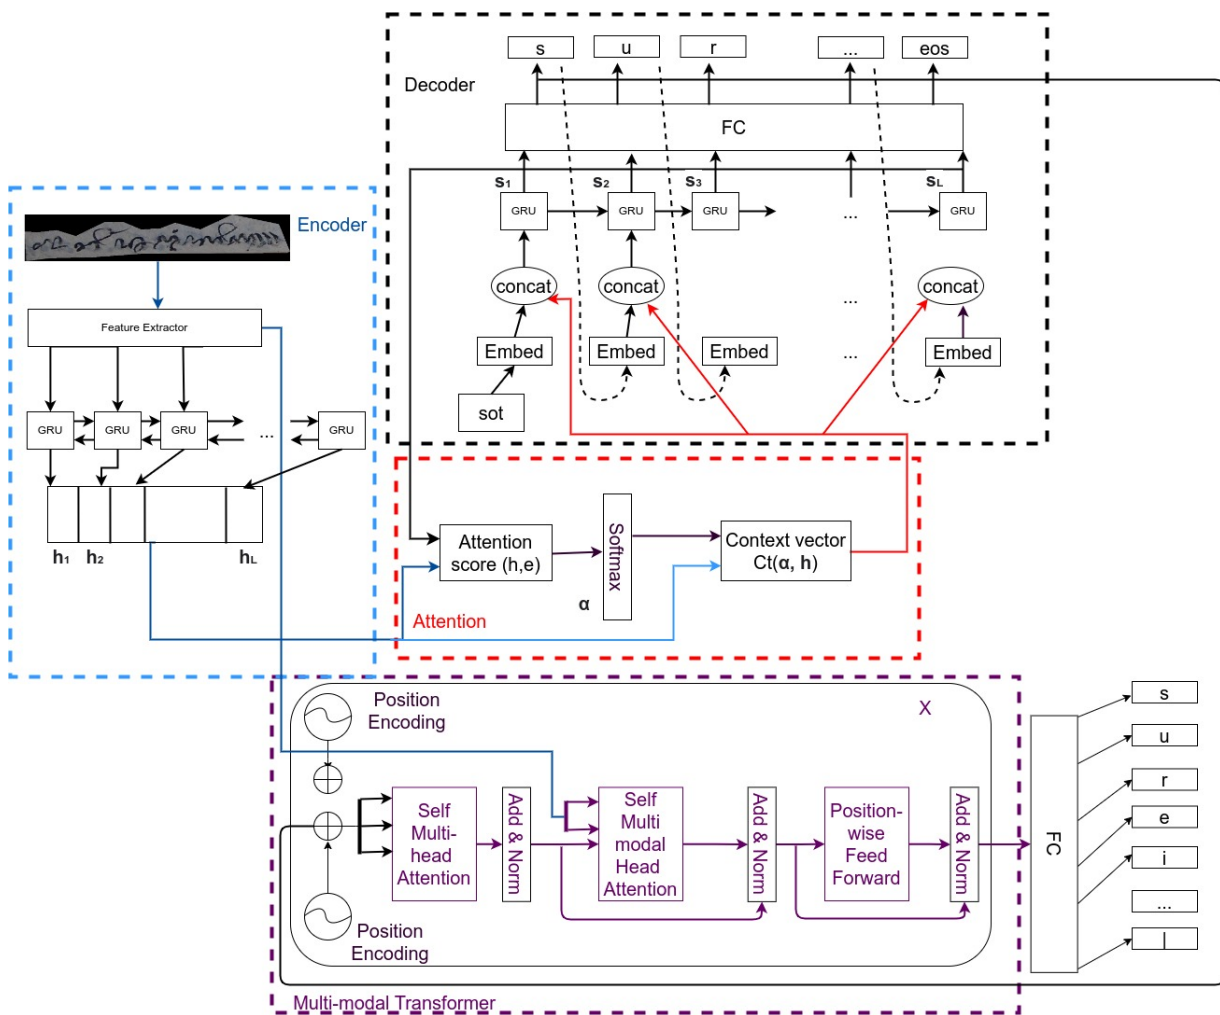 s
u
r
...
eos
Decoder
FC
s₁
s₂
s₃
sL
GRU
GRU
GRU
...
GRU
concat
concat
...
concat
Embed
Embed
Embed
...
Embed
sot
Encoder
Feature Extractor
GRU
GRU
GRU
...
GRU
h₁
h₂
hL
Attention
score (h,e)
Softmax
α
Context vector
Ct(α, h)
Attention
Position
Encoding
X
Self
Multi-
head
Attention
Add & Norm
Self
Multi
modal
Head
Attention
Add & Norm
Position-
wise
Feed
Forward
Add & Norm
Position
Encoding
Multi-modal Transformer
FC
s
u
r
e
i
...
l